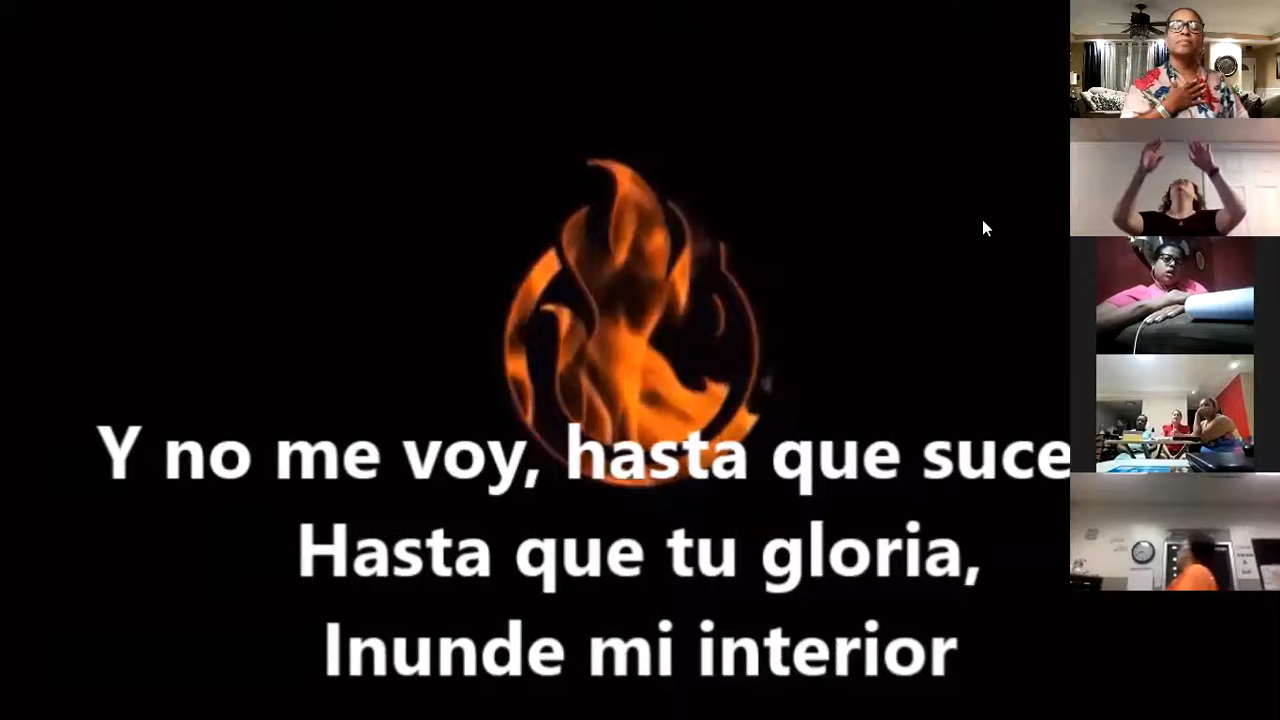 Y no me voy, hasta que suce
Hasta que tu gloria,
Inunde mi interior